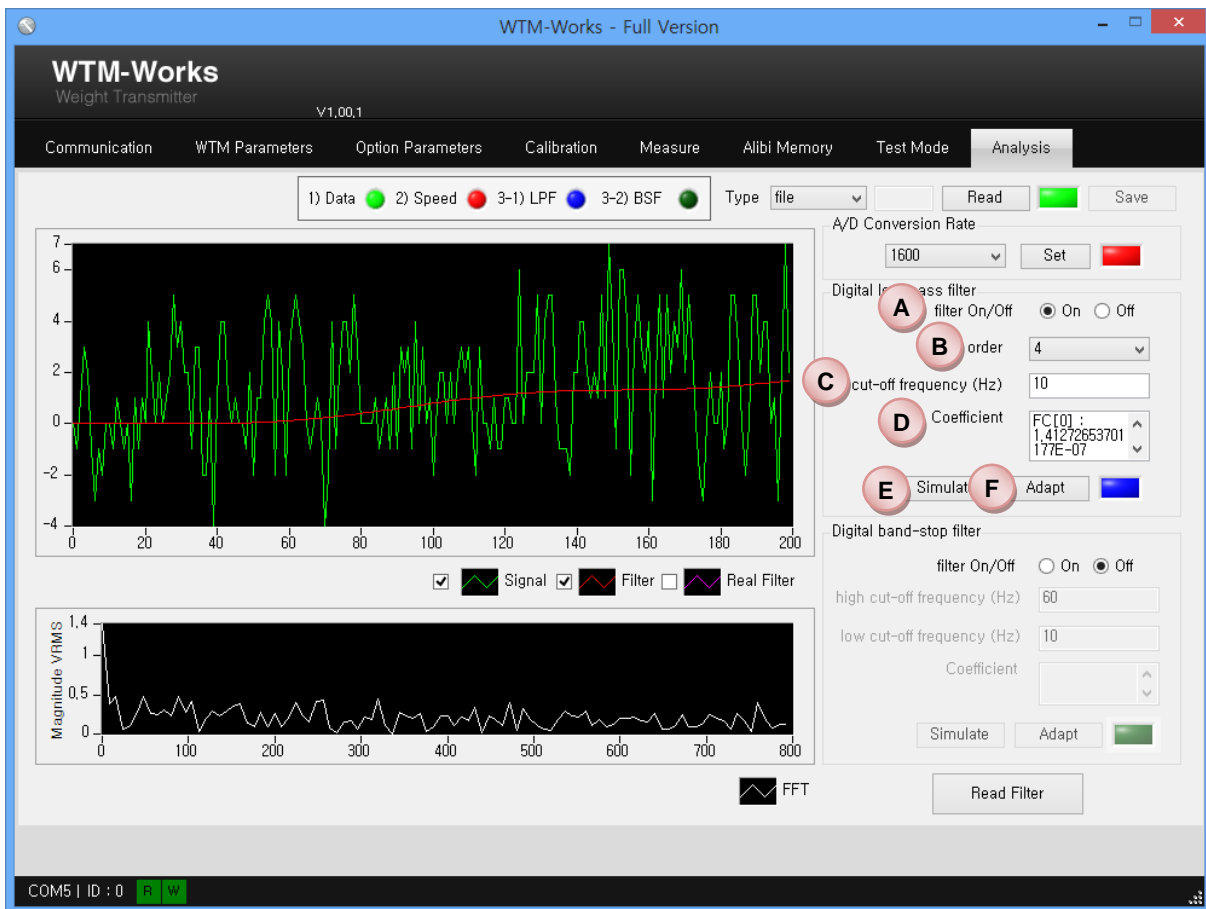 WTM-Works - Full Version
WTM-Works
Weight Transmitter
V1,00,1
Communication WTM Parameters Option Parameters Calibration Measure Alibi Memory Test Mode Analysis
1) Data 2) Speed 3-1) LPF 3-2) BSF
Type file Read Save
A/D Conversion Rate
1600 Set
Digital filter
A filter On/Off On Off
B order 4
C cut-off frequency (Hz) 10
D Coefficient FC[0] :
1,41272653701
177E-07
E F Adapt
7
6
4
2
0
-2
-4
0 20 40 60 80 100 120 140 160 180 200
Signal Filter Real Filter
Digital band-stop filter
filter On/Off On Off
high cut-off frequency (Hz) 60
low cut-off frequency (Hz) 10
Coefficient
Simulate Adapt
Magnitude VRMS
1,4
1
0,5
0
0 100 200 300 400 500 600 700 800
FFT
Read Filter
COM5 | ID : 0 R W